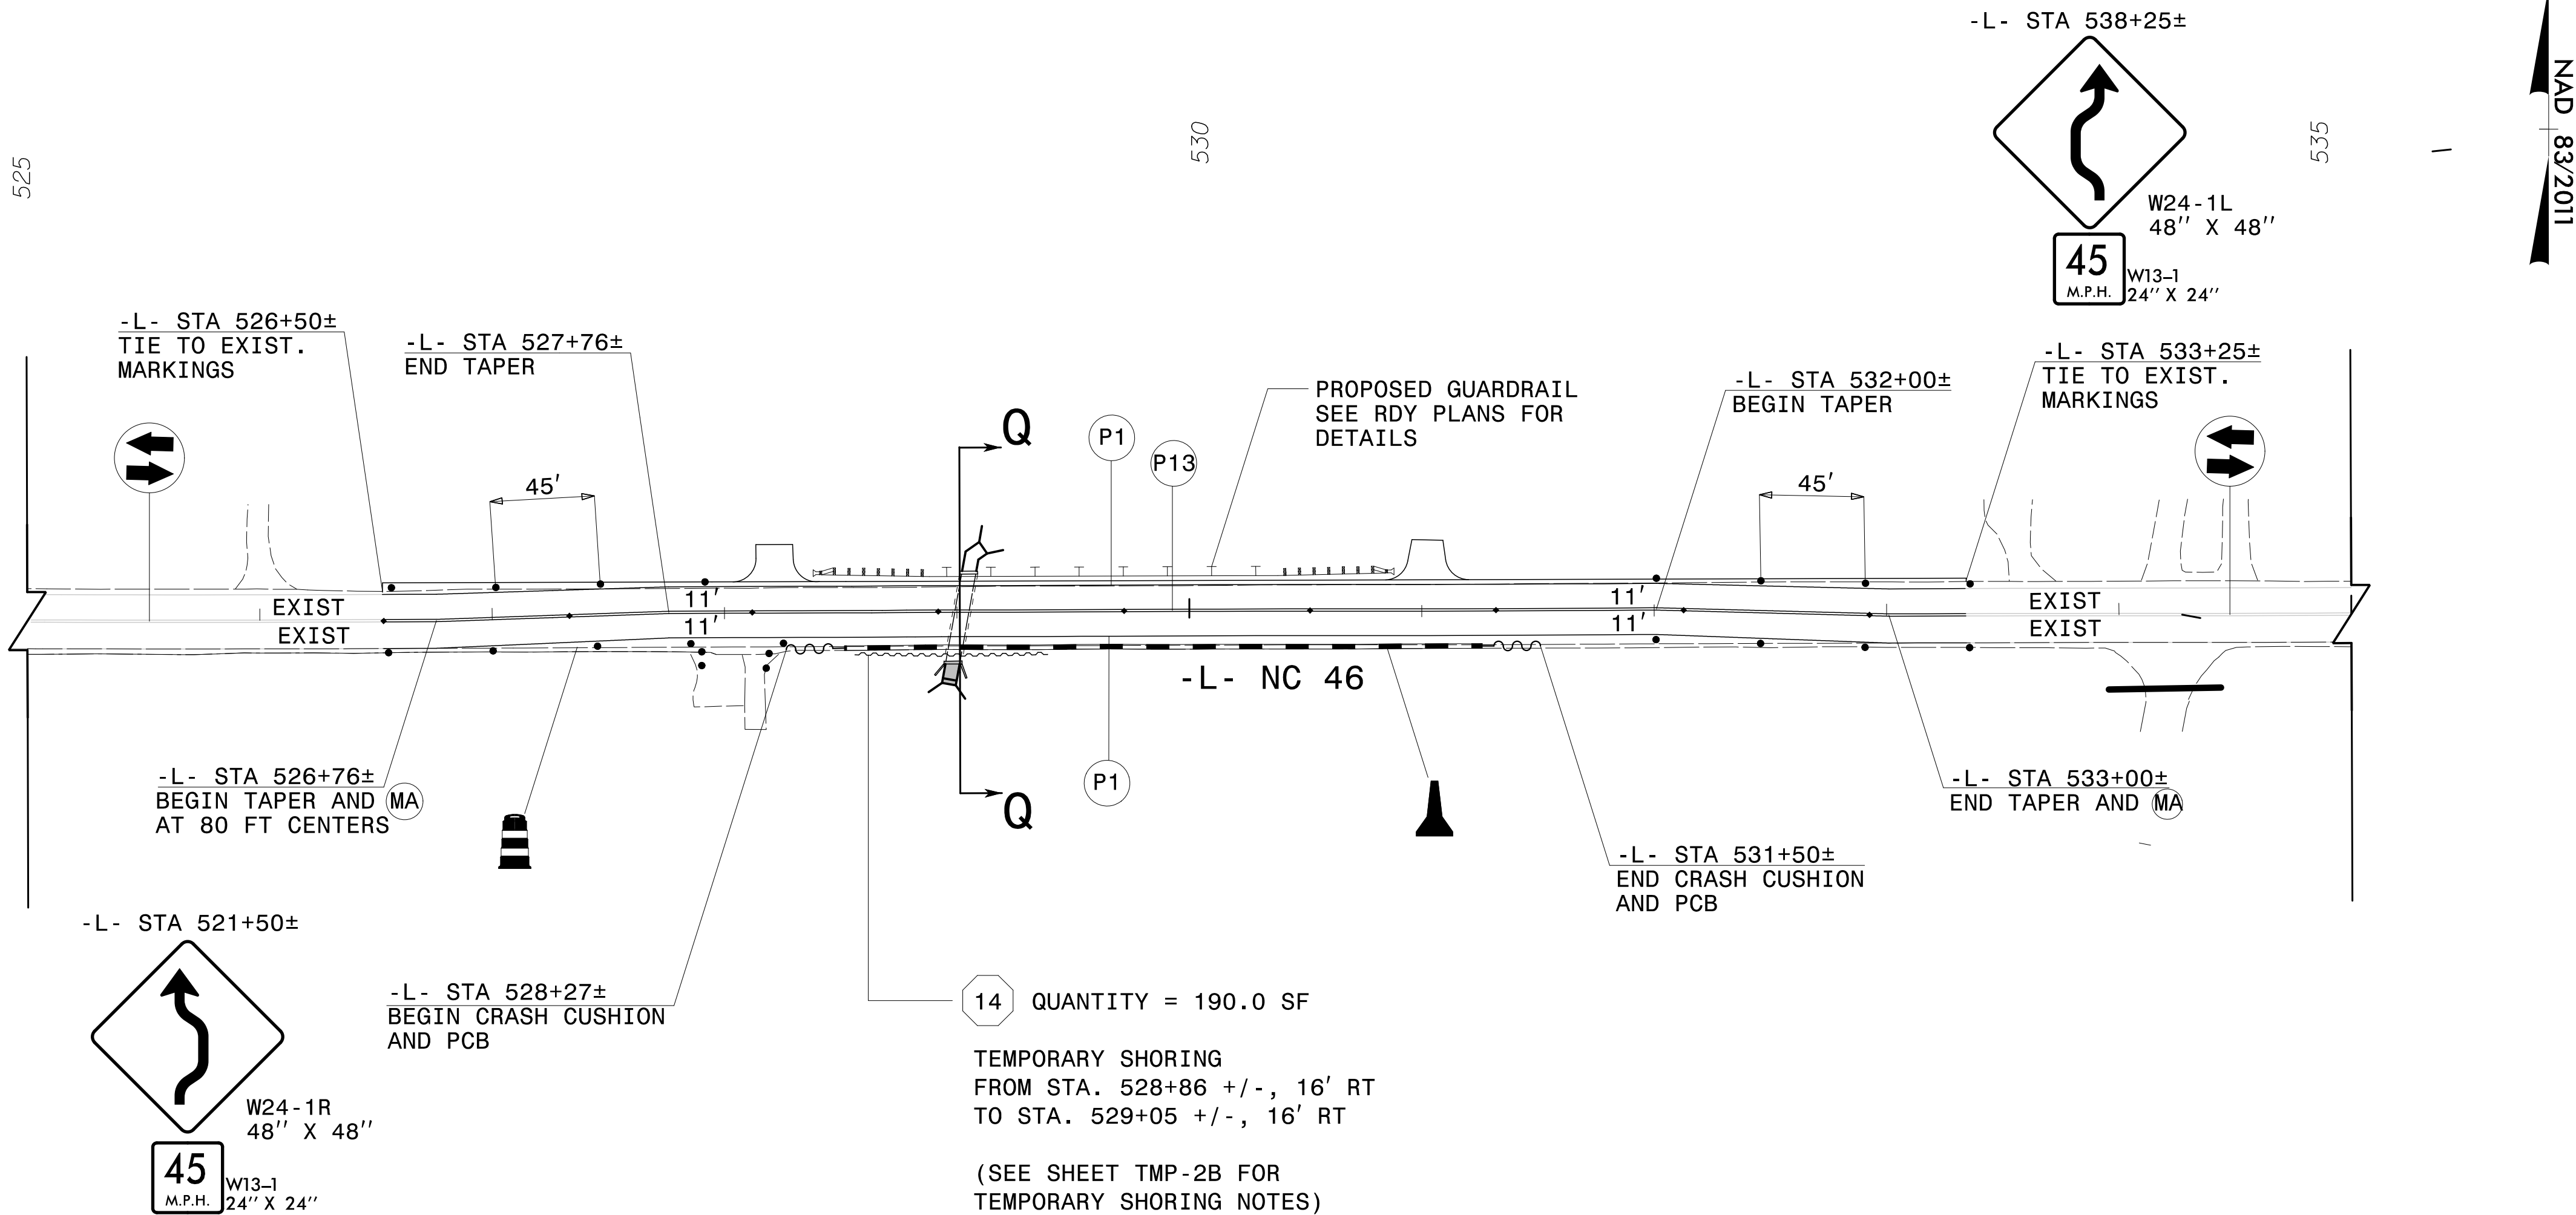 -L- STA 538+25±
NAD 83/2011
525
530
535
W24-1L
48'' X 48''
45
M.P.H.
W13-1
24'' X 24''
-L- STA 526+50±
TIE TO EXIST.
MARKINGS
-L- STA 527+76±
END TAPER
PROPOSED GUARDRAIL
SEE RDY PLANS FOR
DETAILS
-L- STA 532+00±
BEGIN TAPER
-L- STA 533+25±
TIE TO EXIST.
MARKINGS
Q
P1
P13
45'
45'
EXIST
EXIST
11'
11'
11'
11'
EXIST
EXIST
-L- NC 46
-L- STA 526+76±
BEGIN TAPER AND MA
AT 80 FT CENTERS
P1
Q
-L- STA 533+00±
END TAPER AND MA
-L- STA 531+50±
END CRASH CUSHION
AND PCB
-L- STA 521+50±
W24-1R
48'' X 48''
45
M.P.H.
W13-1
24'' X 24''
-L- STA 528+27±
BEGIN CRASH CUSHION
AND PCB
14 QUANTITY = 190.0 SF
TEMPORARY SHORING
FROM STA. 528+86 +/-, 16' RT
TO STA. 529+05 +/-, 16' RT
(SEE SHEET TMP-2B FOR
TEMPORARY SHORING NOTES)